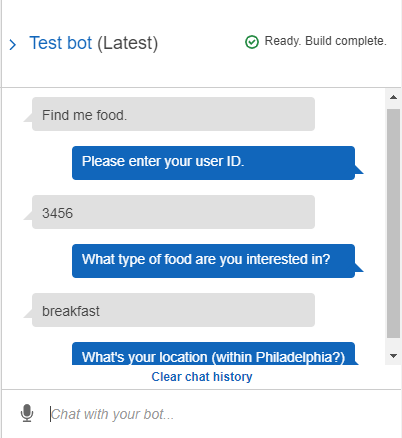 Test bot (Latest)
Ready. Build complete.
Find me food.
Please enter your user ID.
3456
What type of food are you interested in?
breakfast
What's your location (within Philadelphia?)
Clear chat history
Chat with your bot...